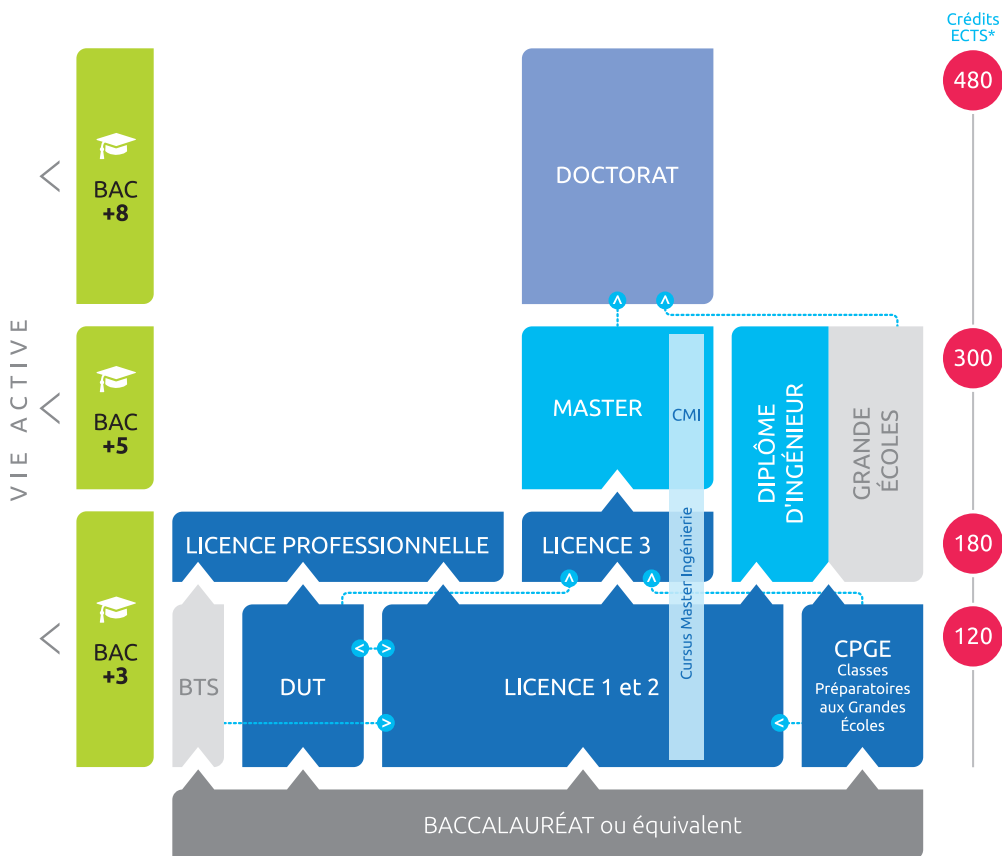 Crédits
ECTS*
480
BAC
+8
DOCTORAT
VIE ACTIVE
300
BAC
+5
MASTER
CMI
DIPLÔME
D'INGÉNIEUR
GRANDE
ÉCOLES
LICENCE PROFESSIONNELLE
LICENCE 3
180
Cursus Master Ingénierie
120
BAC
+3
BTS
DUT
LICENCE 1 et 2
CPGE
Classes
Préparatoires
aux Grandes
Écoles
BACCALAURÉAT ou équivalent